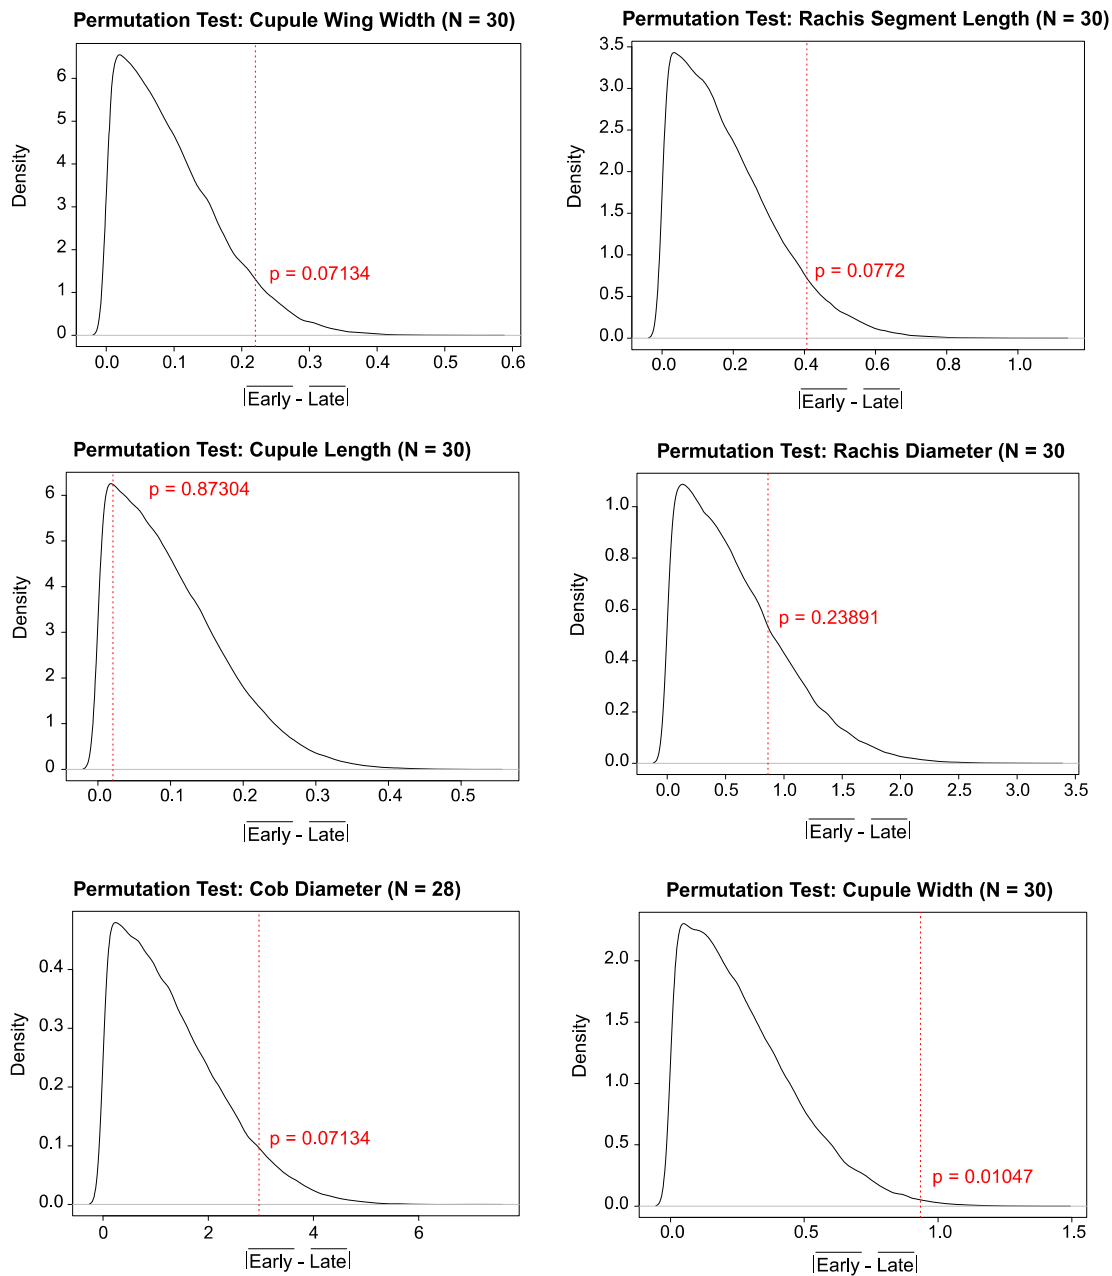 Permutation Test: Cupule Wing Width (N = 30)
6
5
4
3
2
1
0
Density
p = 0.07134
0.0 0.1 0.2 0.3 0.4 0.5 0.6
|Early - Late|
Permutation Test: Rachis Segment Length (N = 30)
3.5
3.0
2.5
2.0
1.5
1.0
0.5
0.0
Density
p = 0.0772
0.0 0.2 0.4 0.6 0.8 1.0
|Early - Late|
Permutation Test: Cupule Length (N = 30)
6
5
4
3
2
1
0
Density
p = 0.87304
0.0 0.1 0.2 0.3 0.4 0.5
|Early - Late|
Permutation Test: Rachis Diameter (N = 30
1.0
0.8
0.6
0.4
0.2
0.0
Density
p = 0.23891
0.0 0.5 1.0 1.5 2.0 2.5 3.0 3.5
|Early - Late|
Permutation Test: Cob Diameter (N = 28)
0.4
0.3
0.2
0.1
0.0
Density
p = 0.07134
0 2 4 6
|Early - Late|
Permutation Test: Cupule Width (N = 30)
2.0
1.5
1.0
0.5
0.0
Density
p = 0.01047
0.0 0.5 1.0 1.5
|Early - Late|